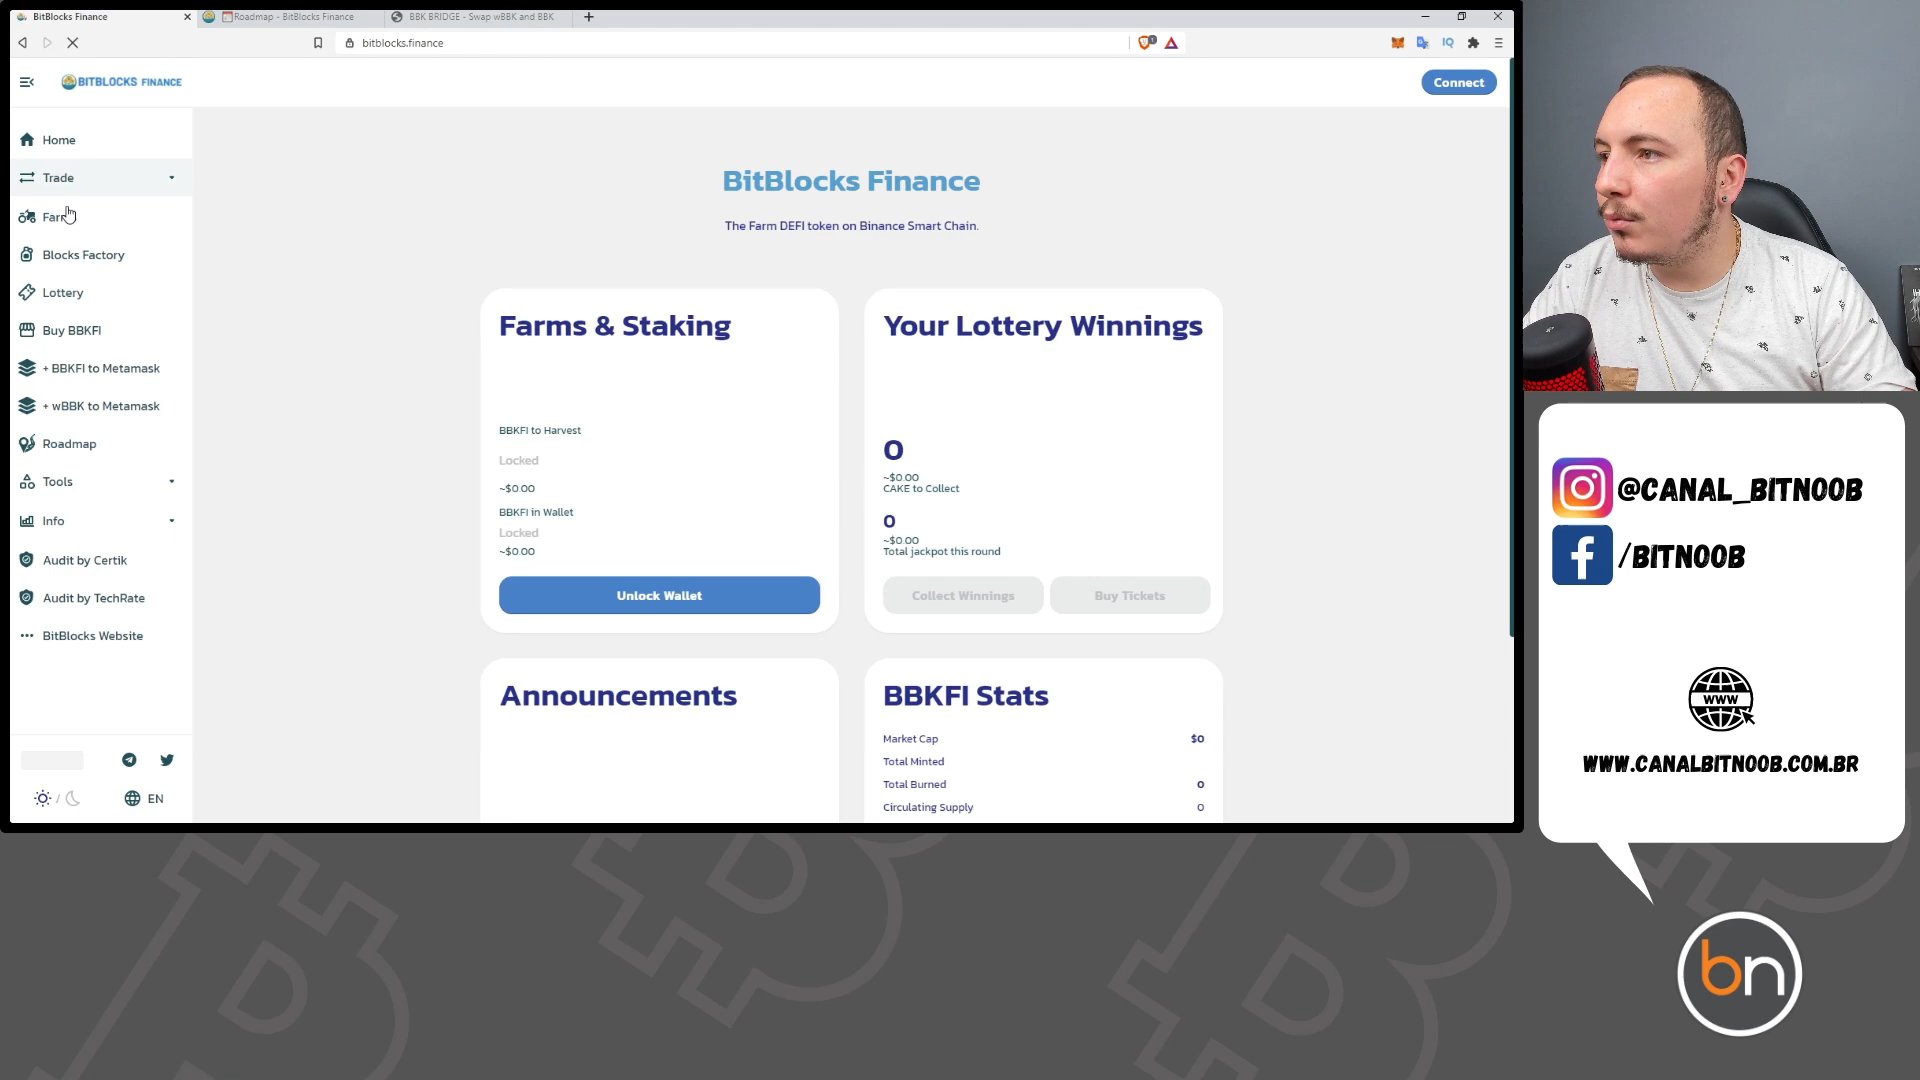 BitBlocks Finance
Roadmap - BitBlocks Finance
BBK BRIDGE - Swap wBBK and BBK
bitblocks.finance
1
IQ
BITBLOCKS FINANCE
Connect
Home
Trade
Farm
Blocks Factory
Lottery
Buy BBKFI
+ BBKFI to Metamask
+ wBBK to Metamask
Roadmap
Tools
Info
Audit by Certik
Audit by TechRate
BitBlocks Website
/
EN
BitBlocks Finance
The Farm DEFI token on Binance Smart Chain.
Farms & Staking
BBKFI to Harvest
Locked
~$0.00
BBKFI in Wallet
Locked
~$0.00
Unlock Wallet
Your Lottery Winnings
0
~$0.00
CAKE to Collect
0
~$0.00
Total jackpot this round
Collect Winnings
Buy Tickets
Announcements
BBKFI Stats
Market Cap $0
Total Minted
Total Burned 0
Circulating Supply 0
@CANAL_BITNOOB
/BITNOOB
WWW
WWW.CANALBITNOOB.COM.BR
bn